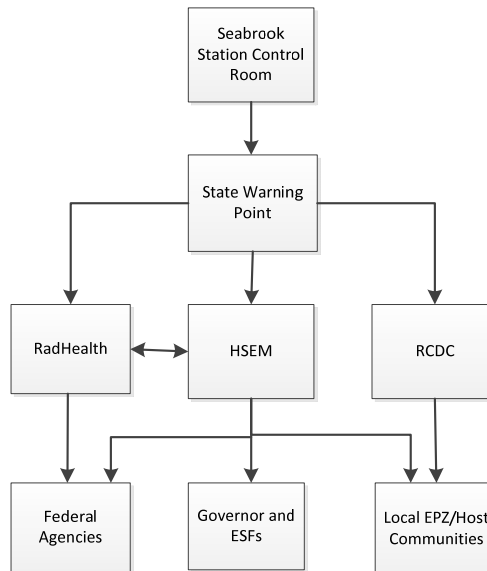 Seabrook
Station Control
Room
State Warning
Point
RadHealth
HSEM
RCDC
Federal
Agencies
Governor and
ESFs
Local EPZ/Host
Communities